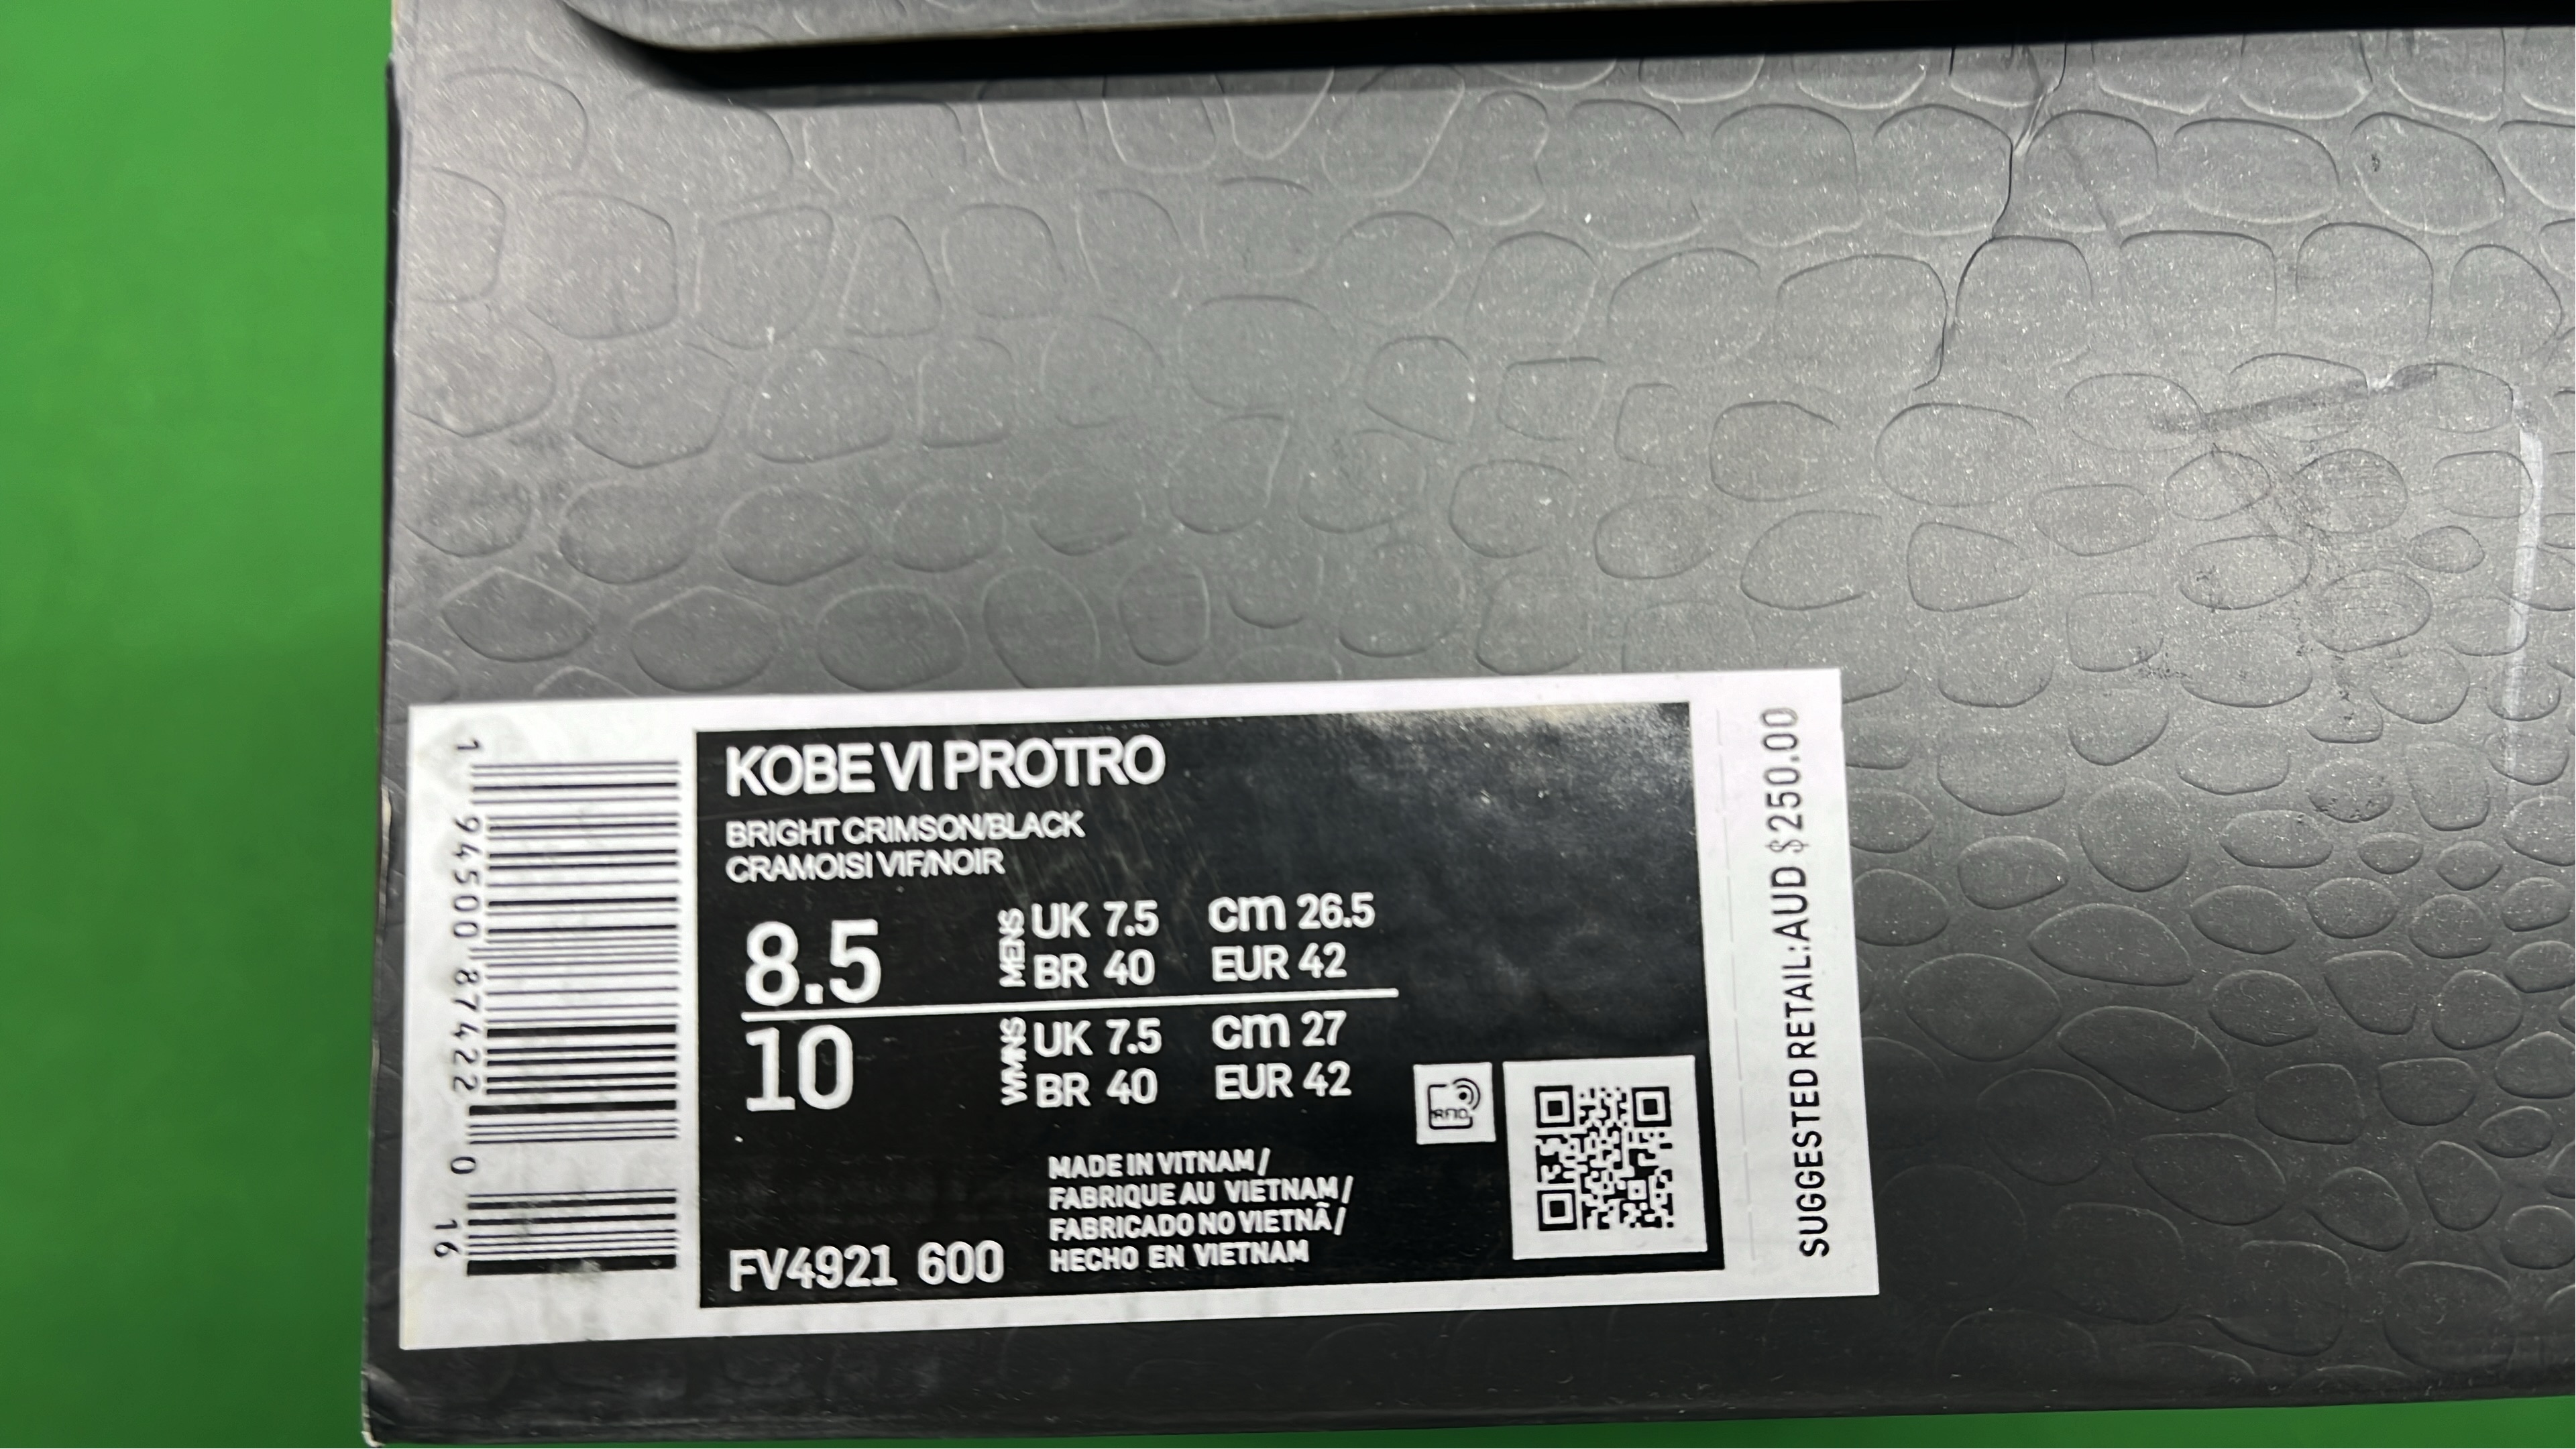 KOBE VI PROTRO
BRIGHT CRIMSON/BLACK
CRAMOISI VIF/NOIR
8.5 MENS UK 7.5 cm 26.5
BR 40 EUR 42
10 WMNS UK 7.5 cm 27
BR 40 EUR 42
RFID
MADE IN VITNAM /
FABRIQUE AU VIETNAM /
FABRICADO NO VIETNÃ /
HECHO EN VIETNAM
FV4921 600
1 94500 87422 0 16
SUGGESTED RETAIL:AUD $250.00